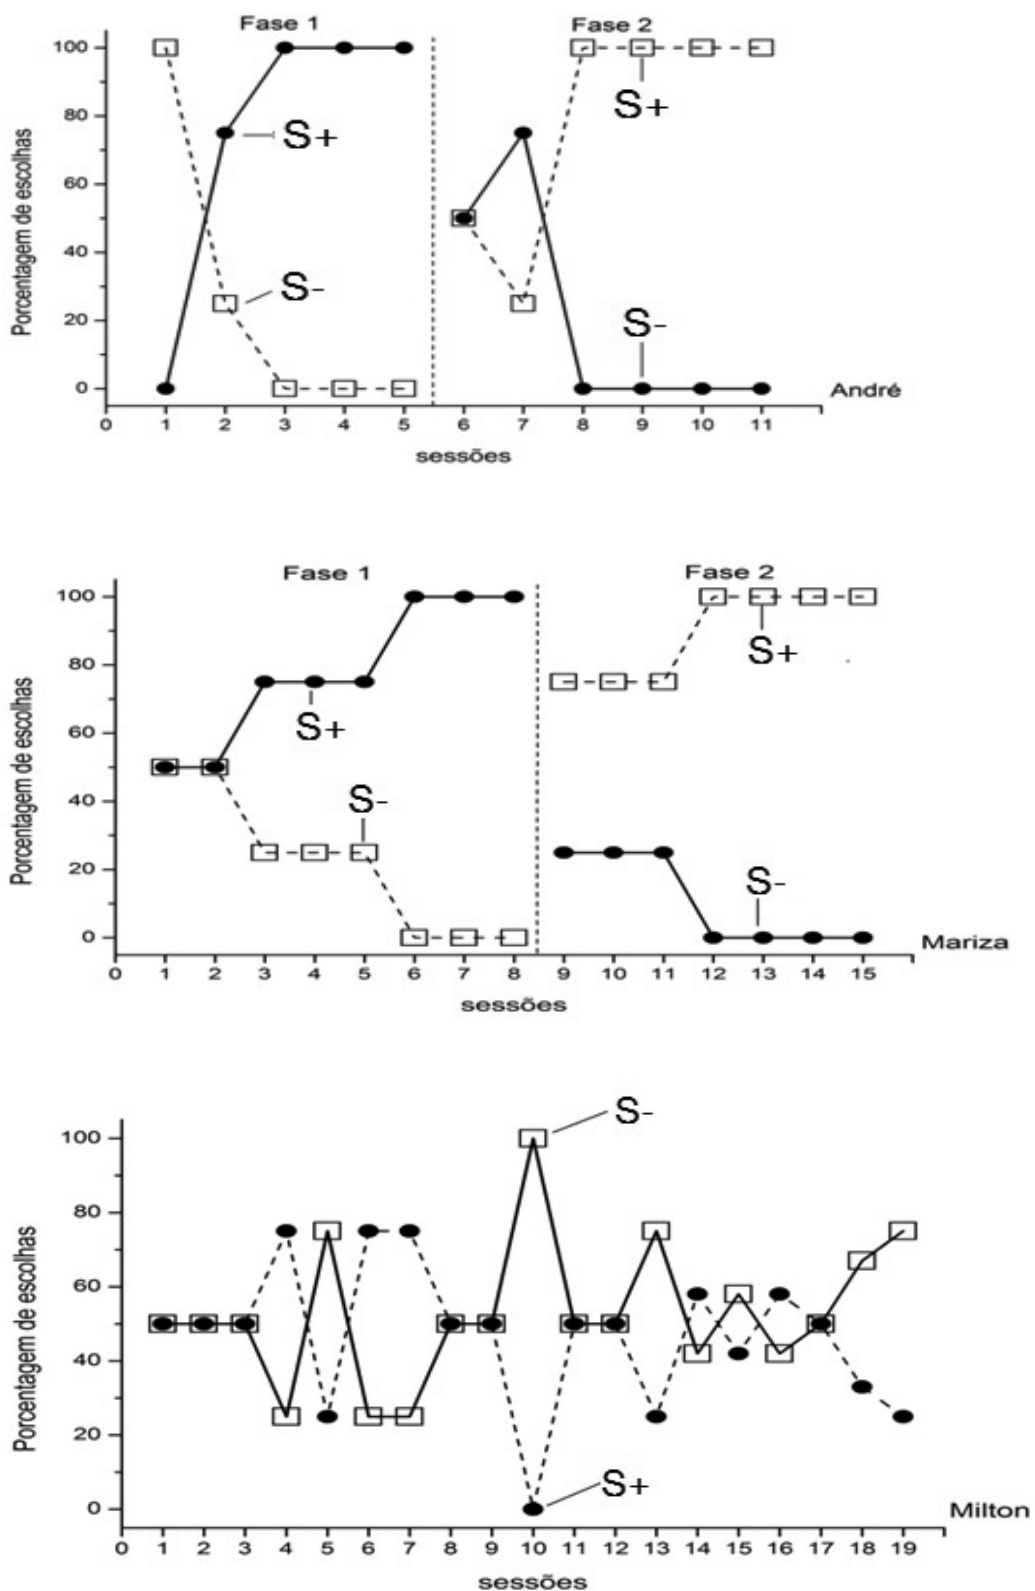 Fase 1 Fase 2
100
80
60
40
20
0
Porcentagem de escolhas
S+
S-
S+
S-
0 1 2 3 4 5 6 7 8 9 10 11
sessões
André
Fase 1 Fase 2
100
80
60
40
20
0
Porcentagem de escolhas
S+
S-
S+
S-
0 1 2 3 4 5 6 7 8 9 10 11 12 13 14 15
sessões
Mariza
100
80
60
40
20
0
Porcentagem de escolhas
S-
S+
0 1 2 3 4 5 6 7 8 9 10 11 12 13 14 15 16 17 18 19
sessões
Milton